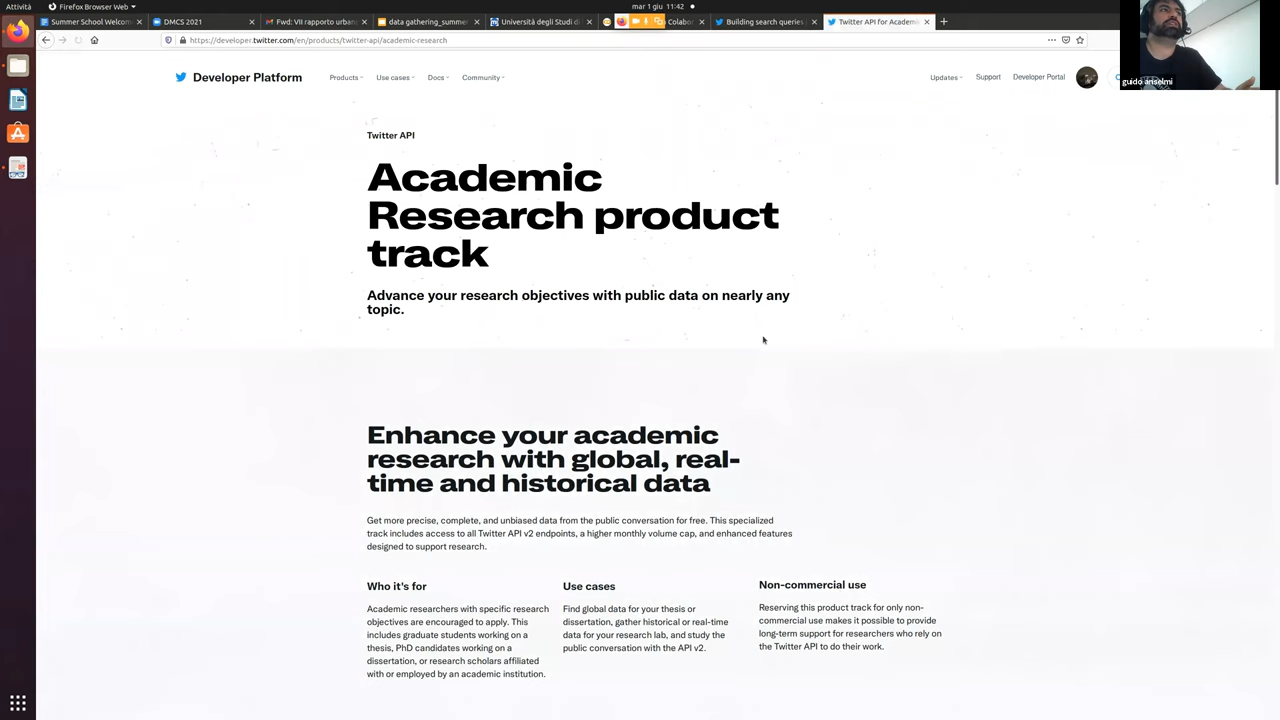 Attività
Firefox Browser Web
mar 1 giu 11:42
Summer School Welcom
DMCS 2021
Fwd: VII rapporto urban
data gathering_summe
Università degli Studi di
Colabo
Building search queries
Twitter API for Academi
https://developer.twitter.com/en/products/twitter-api/academic-research
guido anselmi
Developer Platform
Products
Use cases
Docs
Community
Updates
Support
Developer Portal
Twitter API
Academic
Research product
track
Advance your research objectives with public data on nearly any
topic.
Enhance your academic
research with global, real-
time and historical data
Get more precise, complete, and unbiased data from the public conversation for free. This specialized
track includes access to all Twitter API v2 endpoints, a higher monthly volume cap, and enhanced features
designed to support research.
Who it's for
Academic researchers with specific research
objectives are encouraged to apply. This
includes graduate students working on a
thesis, PhD candidates working on a
dissertation, or research scholars affiliated
with or employed by an academic institution.
Use cases
Find global data for your thesis or
dissertation, gather historical or real-time
data for your research lab, and study the
public conversation with the API v2.
Non-commercial use
Reserving this product track for only non-
commercial use makes it possible to provide
long-term support for researchers who rely on
the Twitter API to do their work.